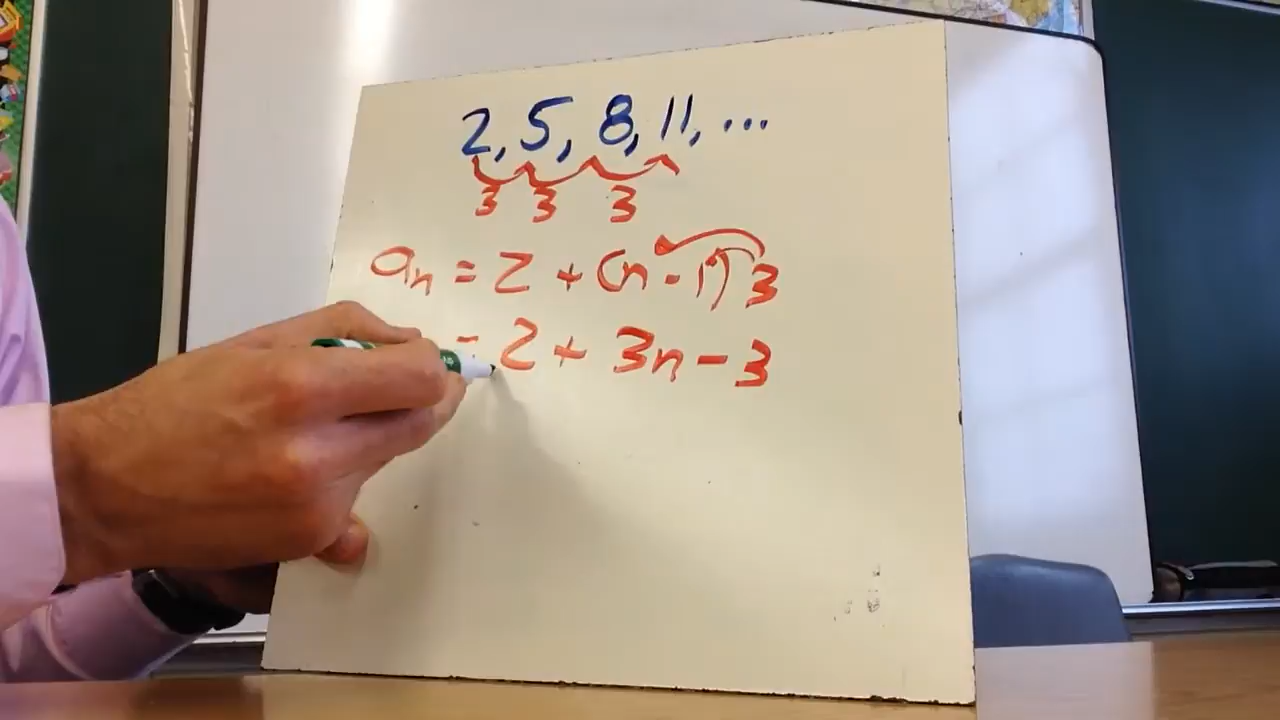 2, 5, 8, 11, ...
3 3 3
an = 2 + (n - 1) 3
= 2 + 3n - 3